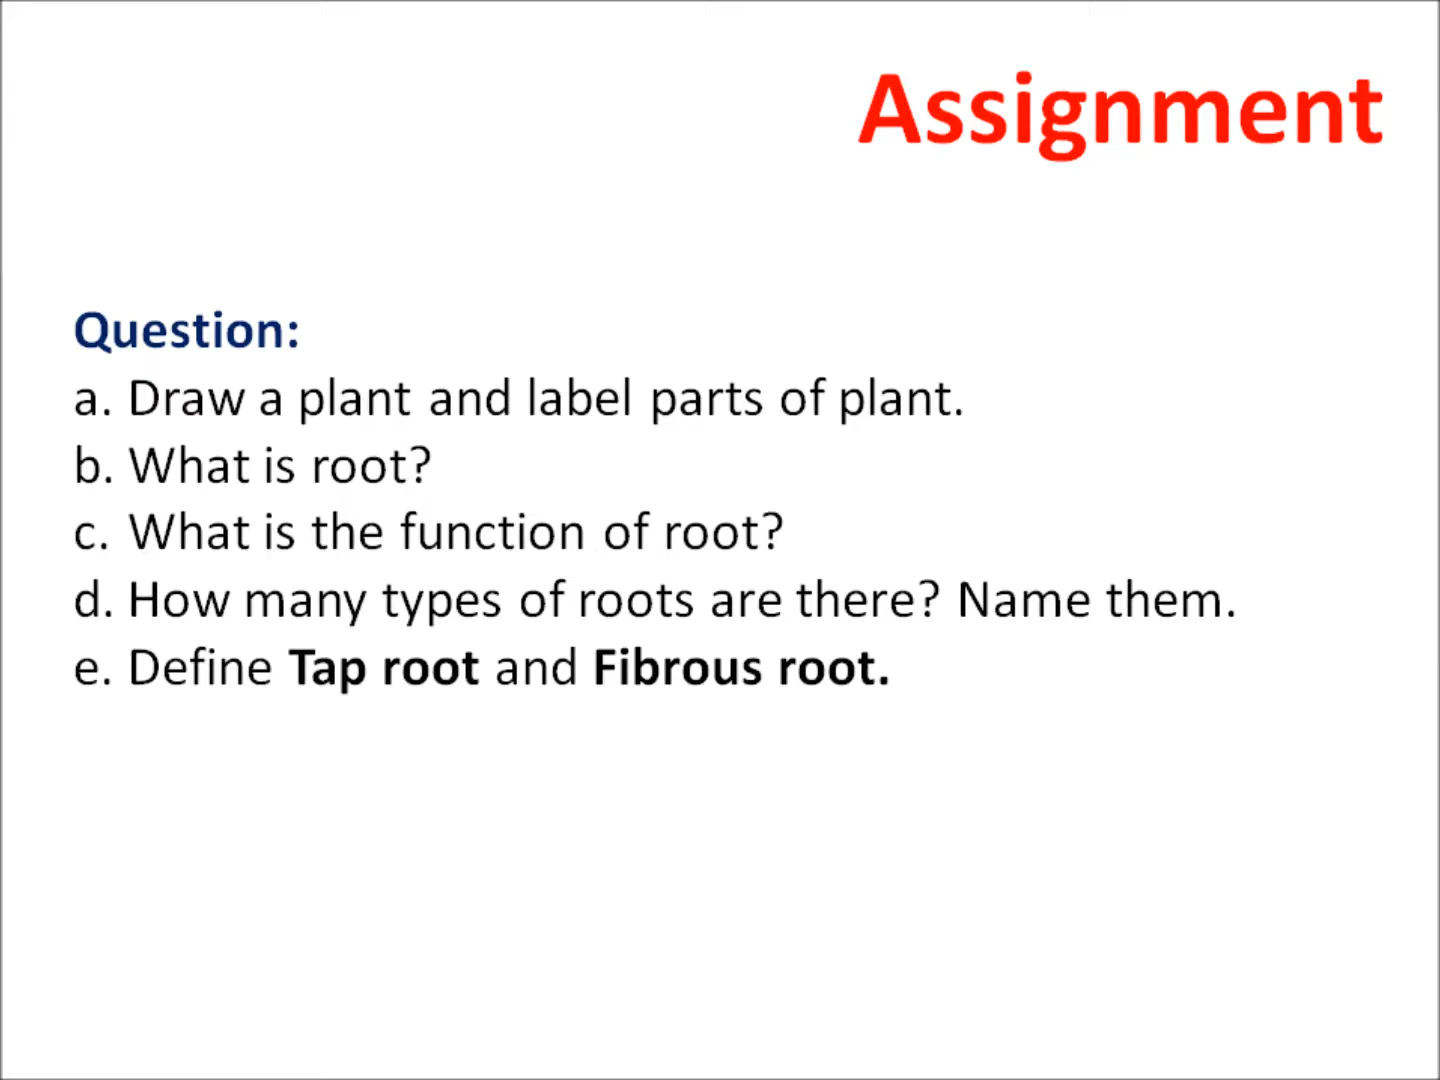 Assignment
Question:
a. Draw a plant and label parts of plant.
b. What is root?
c. What is the function of root?
d. How many types of roots are there? Name them.
e. Define Tap root and Fibrous root.